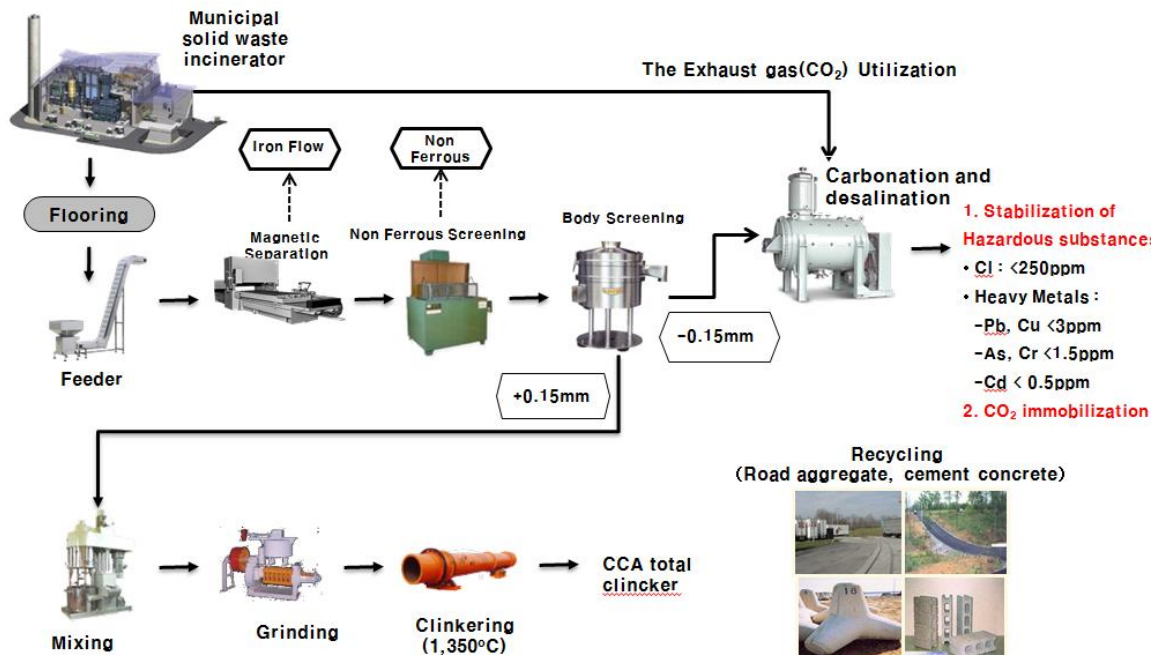 Municipal
solid waste
incinerator
The Exhaust gas(CO₂) Utilization
Iron Flow
Non
Ferrous
Flooring
Magnetic
Separation
Non Ferrous Screening
Body Screening
Carbonation and
desalination
1. Stabilization of
Hazardous substances
• Cl : <250ppm
• Heavy Metals :
-Pb, Cu <3ppm
-As, Cr <1.5ppm
-Cd < 0.5ppm
2. CO₂ immobilization
Feeder
-0.15mm
+0.15mm
Recycling
(Road aggregate, cement concrete)
Mixing
Grinding
Clinkering
(1,350°C)
CCA total
clincker